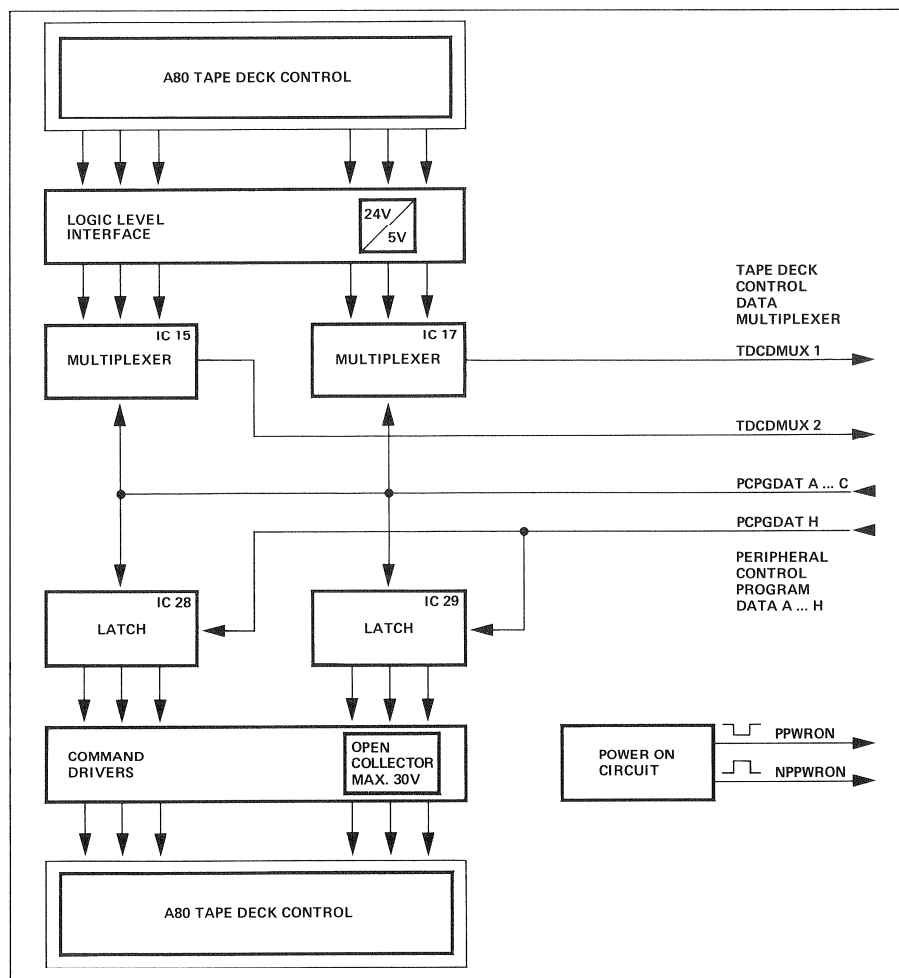 A80 TAPE DECK CONTROL
LOGIC LEVEL
INTERFACE
24V
5V
IC 15
MULTIPLEXER
IC 17
MULTIPLEXER
TAPE DECK
CONTROL
DATA
MULTIPLEXER
TDCDMUX 1
TDCDMUX 2
PCPGDAT A ... C
PCPGDAT H
PERIPHERAL
CONTROL
PROGRAM
DATA A ... H
IC 28
LATCH
IC 29
LATCH
COMMAND
DRIVERS
OPEN
COLLECTOR
MAX. 30V
POWER ON
CIRCUIT
PPWRON
NPPWRON
A80 TAPE DECK CONTROL